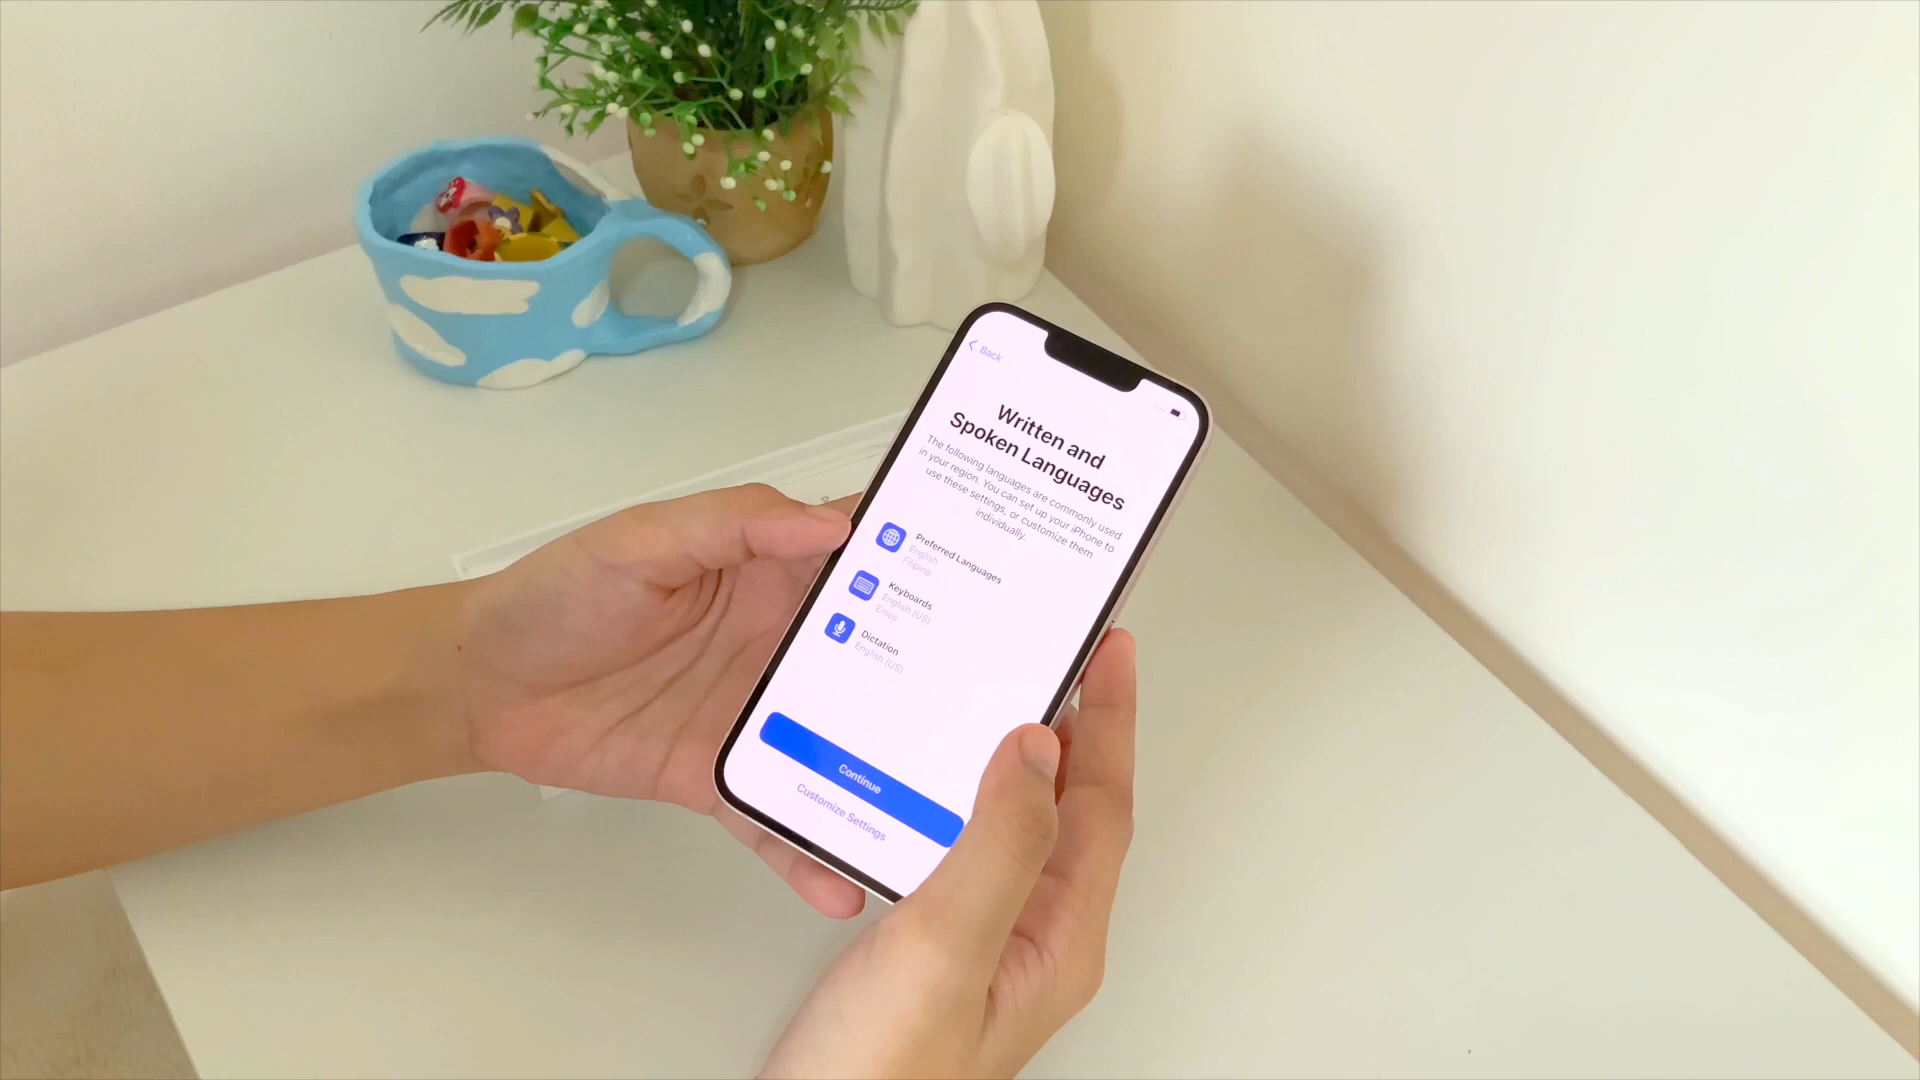 Back
Written and
Spoken Languages
The following languages are commonly used
in your region. You can set up your iPhone to
use these settings, or customize them
individually.
Preferred Languages
English
Filipino
Keyboards
English (US)
Emoji
Dictation
English (US)
Continue
Customize Settings